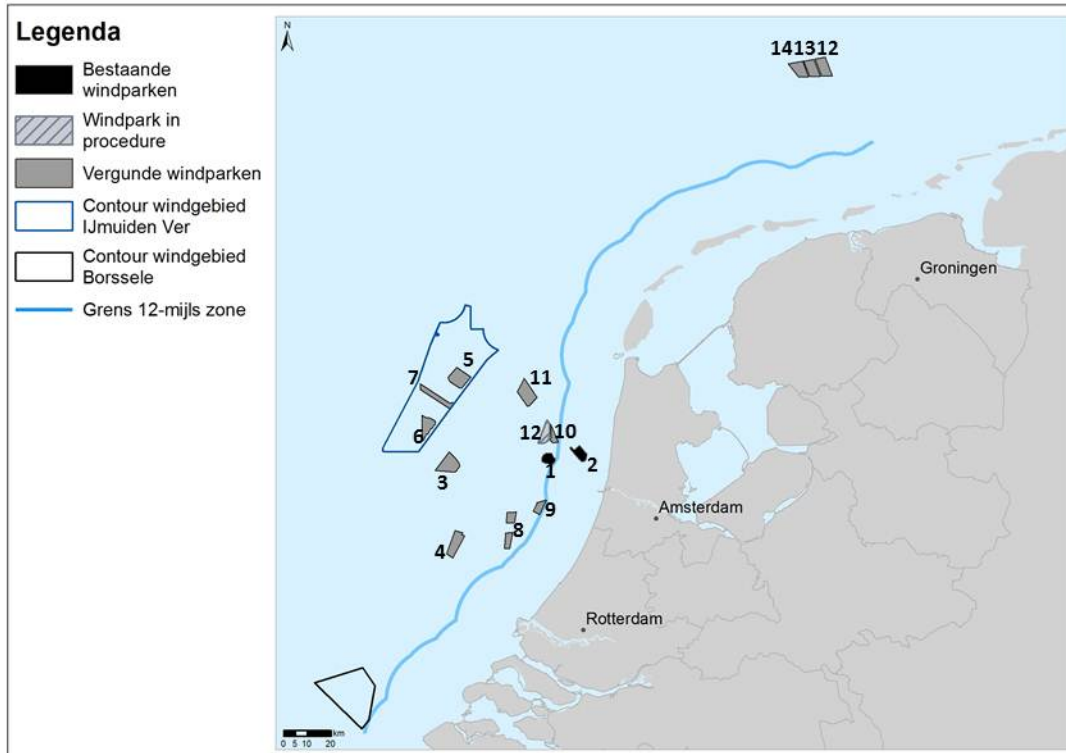 Legenda
Bestaande
windparken
Windpark in
procedure
Vergunde windparken
Contour windgebied
IJmuiden Ver
Contour windgebied
Borssele
Grens 12-mijls zone
N
141312
Groningen
5
7
11
6
12 10
2
3
1
9
Amsterdam
8
4
Rotterdam
km
0 5 10 20